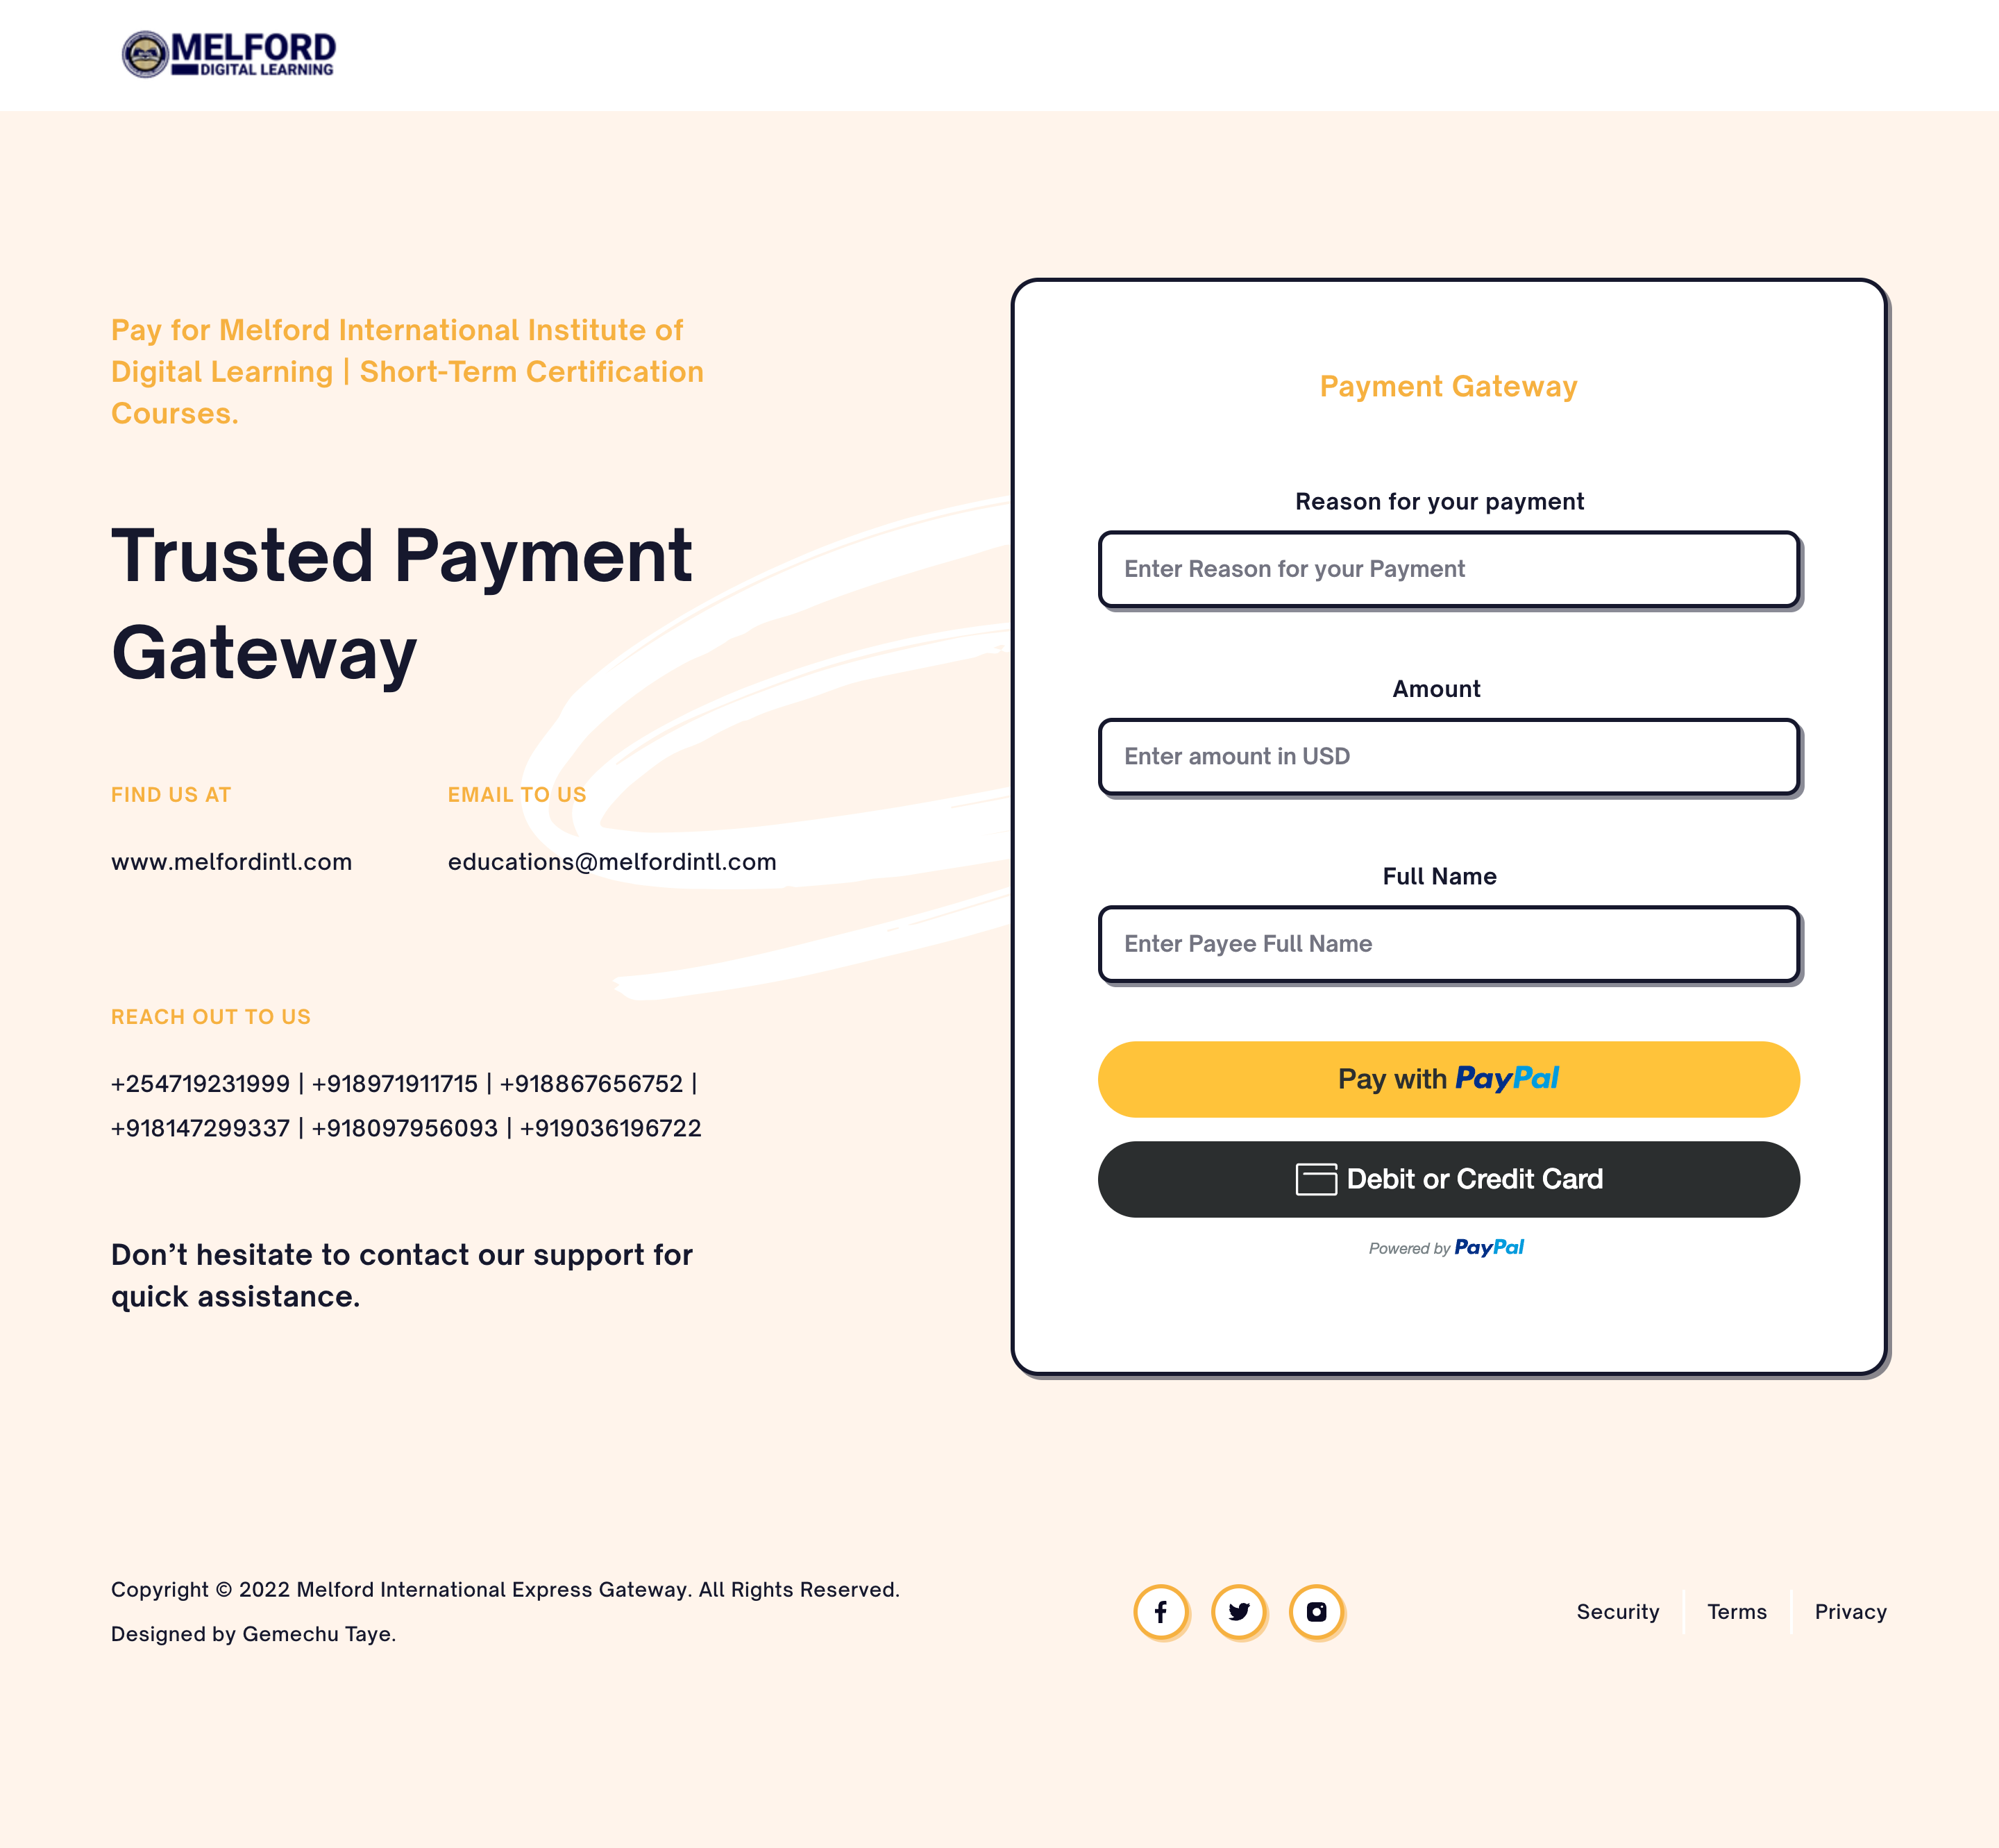 MELFORD
DIGITAL LEARNING
Pay for Melford International Institute of
Digital Learning | Short-Term Certification
Courses.
Trusted Payment
Gateway
FIND US AT
www.melfordintl.com
EMAIL TO US
educations@melfordintl.com
REACH OUT TO US
+254719231999 | +918971911715 | +918867656752 |
+918147299337 | +918097956093 | +919036196722
Don’t hesitate to contact our support for
quick assistance.
Payment Gateway
Reason for your payment
Enter Reason for your Payment
Amount
Enter amount in USD
Full Name
Enter Payee Full Name
Pay with PayPal
Debit or Credit Card
Powered by PayPal
Copyright © 2022 Melford International Express Gateway. All Rights Reserved.
Designed by Gemechu Taye.
Security
Terms
Privacy